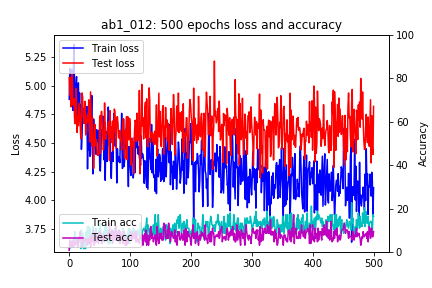 ab1_012: 500 epochs loss and accuracy
Train loss
Test loss
Train acc
Test acc
Loss
5.25
5.00
4.75
4.50
4.25
4.00
3.75
Accuracy
100
80
60
40
20
0
0
100
200
300
400
500